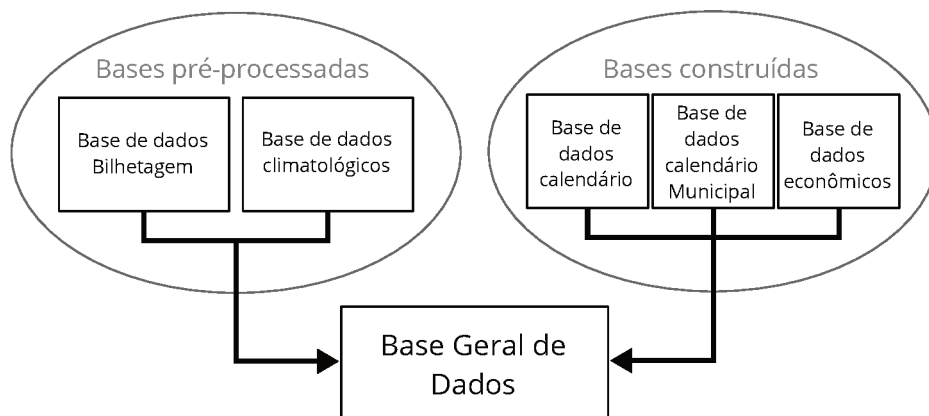 Bases pré-processadas
Base de dados
Bilhetagem
Base de dados
climatológicos
Bases construídas
Base de
dados
calendário
Base de
dados
calendário
Municipal
Base de
dados
econômicos
Base Geral de
Dados